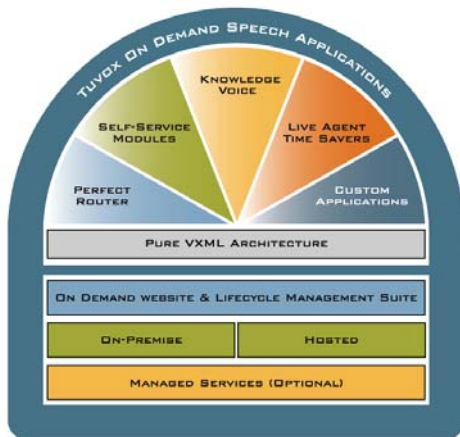 Tuvox On Demand Speech Applications
Perfect
Router
Self-Service
Modules
Knowledge
Voice
Live Agent
Time Savers
Custom
Applications
Pure VXML Architecture
On Demand website & Lifecycle Management Suite
On-Premise
Hosted
Managed Services (Optional)